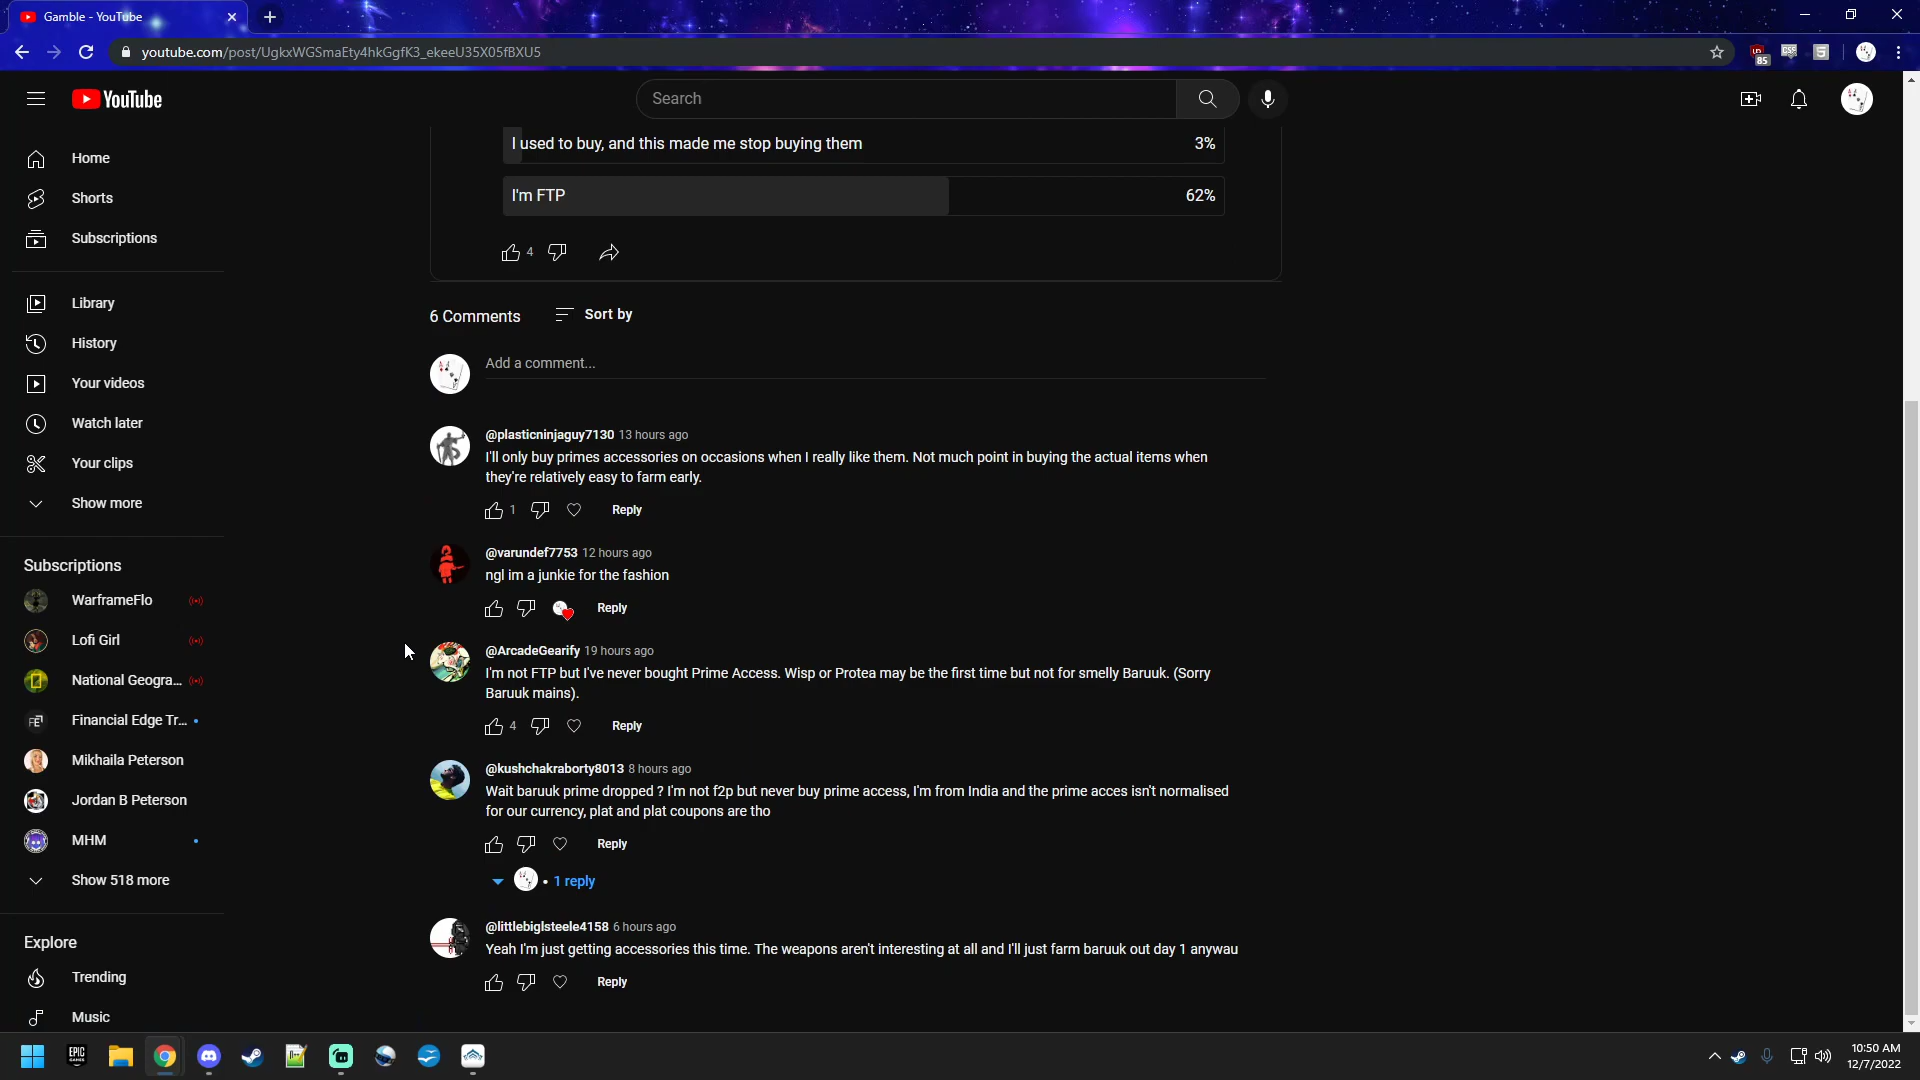 Gamble - YouTube
youtube.com/post/UgkxWGSmaEty4hkGgfK3_ekeeU35X05fBXU5
85
YouTube
Search
Home
Shorts
Subscriptions
Library
History
Your videos
Watch later
Your clips
Show more
Subscriptions
WarframeFlo
Lofi Girl
National Geogra...
Financial Edge Tr...
Mikhaila Peterson
Jordan B Peterson
MHM
Show 518 more
Explore
Trending
Music
I used to buy, and this made me stop buying them 3%
I'm FTP 62%
4
6 Comments Sort by
Add a comment...
@plasticninjaguy7130 13 hours ago
I'll only buy primes accessories on occasions when I really like them. Not much point in buying the actual items when
they're relatively easy to farm early.
1 Reply
@varundef7753 12 hours ago
ngl im a junkie for the fashion
Reply
@ArcadeGearify 19 hours ago
I'm not FTP but I've never bought Prime Access. Wisp or Protea may be the first time but not for smelly Baruuk. (Sorry
Baruuk mains).
4 Reply
@kushchakraborty8013 8 hours ago
Wait baruuk prime dropped ? I'm not f2p but never buy prime access, I'm from India and the prime acces isn't normalised
for our currency, plat and plat coupons are tho
Reply
• 1 reply
@littlebiglsteele4158 6 hours ago
Yeah I'm just getting accessories this time. The weapons aren't interesting at all and I'll just farm baruuk out day 1 anywau
Reply
EPIC
GAMES
10:50 AM
12/7/2022